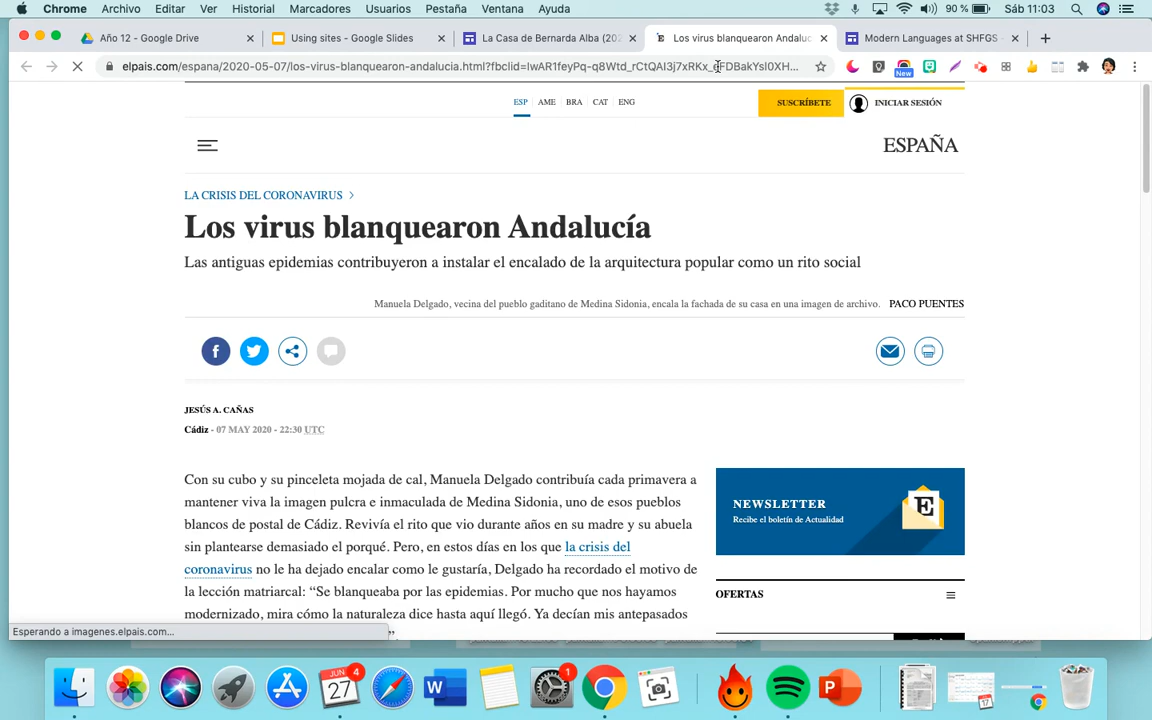 Chrome Archivo Editar Ver Historial Marcadores Usuarios Pestaña Ventana Ayuda 90 % Sáb 11:03
Año 12 - Google Drive Using sites - Google Slides La Casa de Bernarda Alba (202 Los virus blanquearon Andaluc Modern Languages at SHFGS -
elpais.com/espana/2020-05-07/los-virus-blanquearon-andalucia.html?fbclid=
New
ESP AME BRA CAT ENG SUSCRÍBETE INICIAR SESIÓN
ESPAÑA
LA CRISIS DEL CORONAVIRUS
Los virus blanquearon Andalucía
Las antiguas epidemias contribuyeron a instalar el encalado de la arquitectura popular como un rito social
Manuela Delgado, vecina del pueblo gaditano de Medina Sidonia, encala la fachada de su casa en una imagen de archivo. PACO PUENTES
JESÚS A. CAÑAS
Cádiz - 07 MAY 2020 - 22:30 UTC
Con su cubo y su pinceleta mojada de cal, Manuela Delgado contribuía cada primavera a
mantener viva la imagen pulcra e inmaculada de Medina Sidonia, uno de esos pueblos
blancos de postal de Cádiz. Revivía el rito que vio durante años en su madre y su abuela
sin plantearse demasiado el porqué. Pero, en estos días en los que la crisis del
coronavirus no le ha dejado encalar como le gustaría, Delgado ha recordado el motivo de
la lección matriarcal: “Se blanqueaba por las epidemias. Por mucho que nos hayamos
modernizado, mira cómo la naturaleza dice hasta aquí llegó. Ya decían mis antepasados
NEWSLETTER
Recibe el boletín de Actualidad
E
OFERTAS
Esperando a imagenes.elpais.com...
4
JUN
27
W
1
P
17